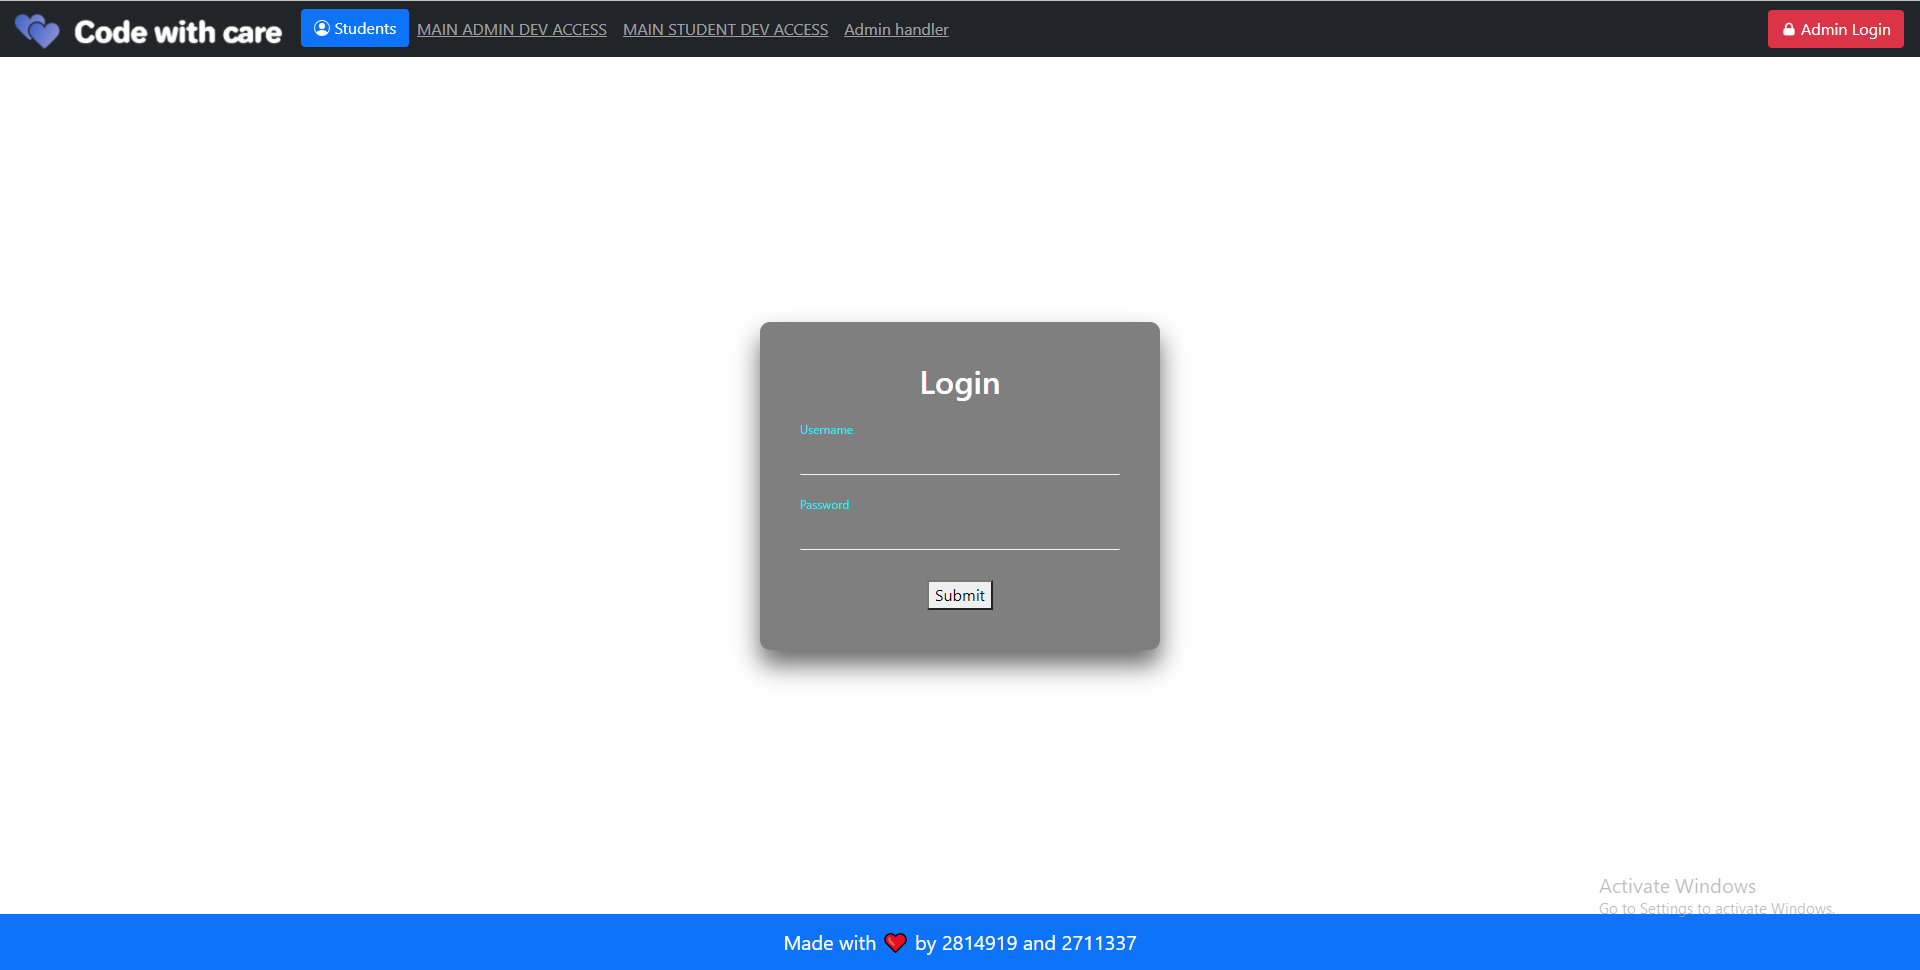 Code with care
Students
MAIN ADMIN DEV ACCESS
MAIN STUDENT DEV ACCESS
Admin handler
Admin Login
Login
Username
Password
Submit
Activate Windows
Go to Settings to activate Windows.
Made with ❤ by 2814919 and 2711337